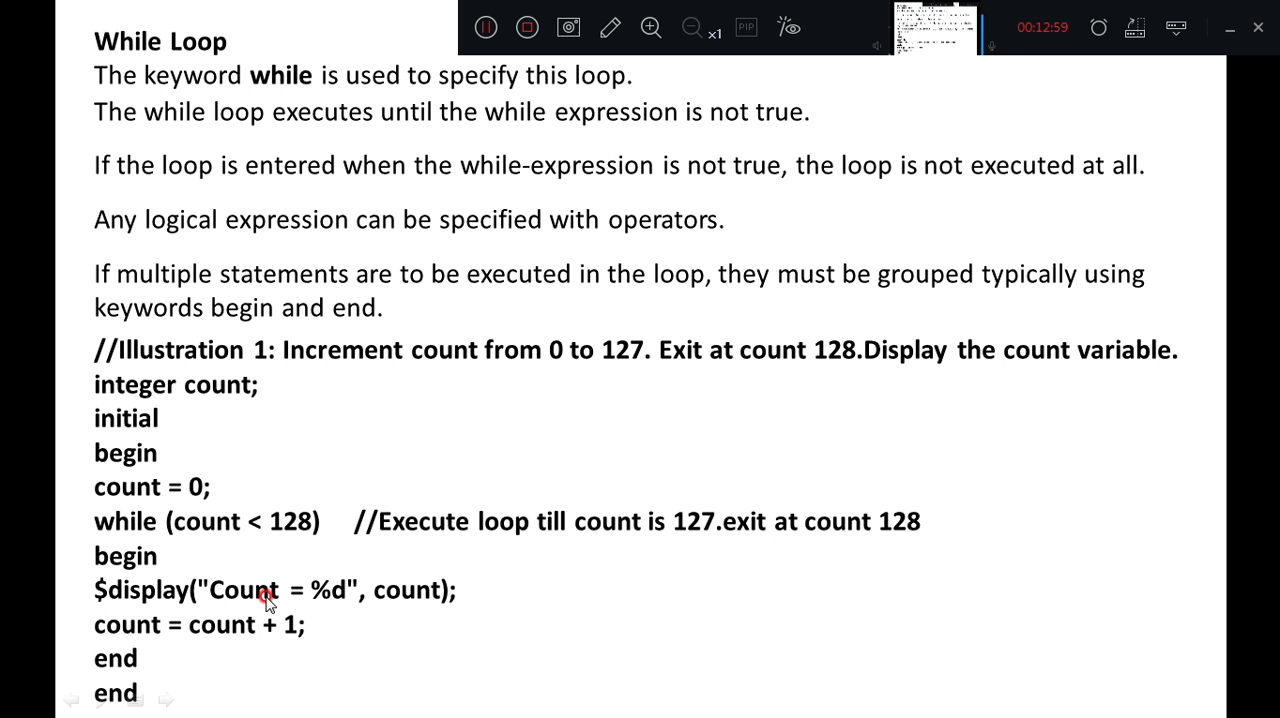 While Loop
x1
PIP
00:12:59
The keyword while is used to specify this loop.
The while loop executes until the while expression is not true.
If the loop is entered when the while-expression is not true, the loop is not executed at all.
Any logical expression can be specified with operators.
If multiple statements are to be executed in the loop, they must be grouped typically using
keywords begin and end.
//Illustration 1: Increment count from 0 to 127. Exit at count 128.Display the count variable.
integer count;
initial
begin
count = 0;
while (count < 128) //Execute loop till count is 127.exit at count 128
begin
$display("Count = %d", count);
count = count + 1;
end
end